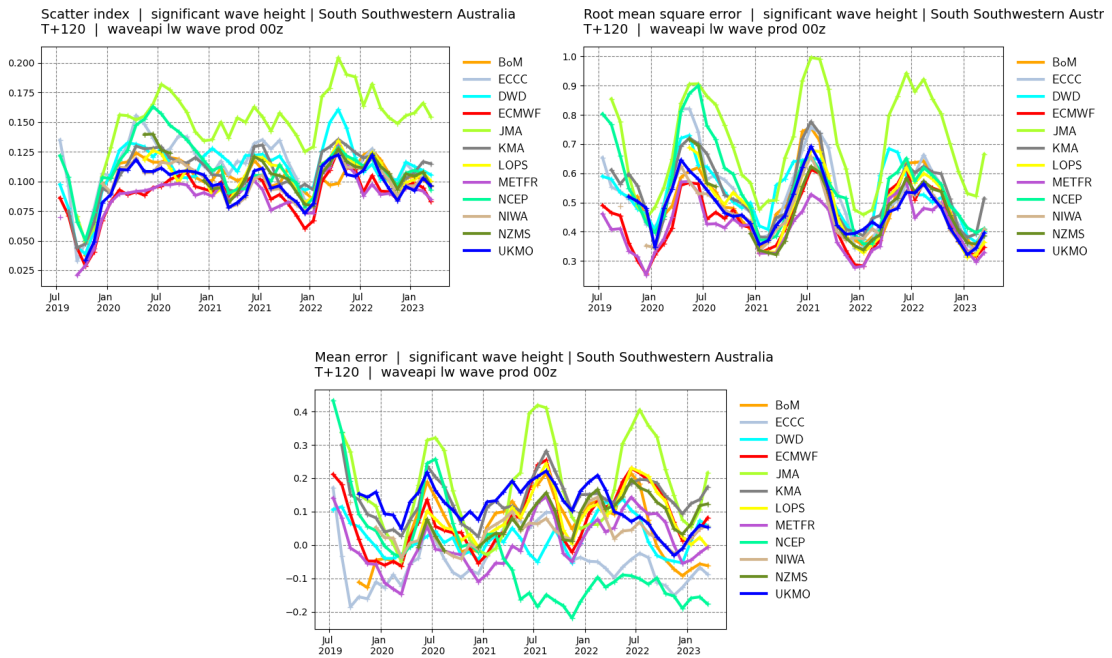 Scatter index | significant wave height | South Southwestern Australia
T+120 | waveapi lw wave prod 00z
0.200
0.175
0.150
0.125
0.100
0.075
0.050
0.025
Jul 2019
Jan 2020
Jul 2020
Jan 2021
Jul 2021
Jan 2022
Jul 2022
Jan 2023
BoM
ECCC
DWD
ECMWF
JMA
KMA
LOPS
METFR
NCEP
NIWA
NZMS
UKMO
Root mean square error | significant wave height | South Southwestern Austr
T+120 | waveapi lw wave prod 00z
1.0
0.9
0.8
0.7
0.6
0.5
0.4
0.3
Jul 2019
Jan 2020
Jul 2020
Jan 2021
Jul 2021
Jan 2022
Jul 2022
Jan 2023
BoM
ECCC
DWD
ECMWF
JMA
KMA
LOPS
METFR
NCEP
NIWA
NZMS
UKMO
Mean error | significant wave height | South Southwestern Australia
T+120 | waveapi lw wave prod 00z
0.4
0.3
0.2
0.1
0.0
−0.1
−0.2
Jul 2019
Jan 2020
Jul 2020
Jan 2021
Jul 2021
Jan 2022
Jul 2022
Jan 2023
BoM
ECCC
DWD
ECMWF
JMA
KMA
LOPS
METFR
NCEP
NIWA
NZMS
UKMO